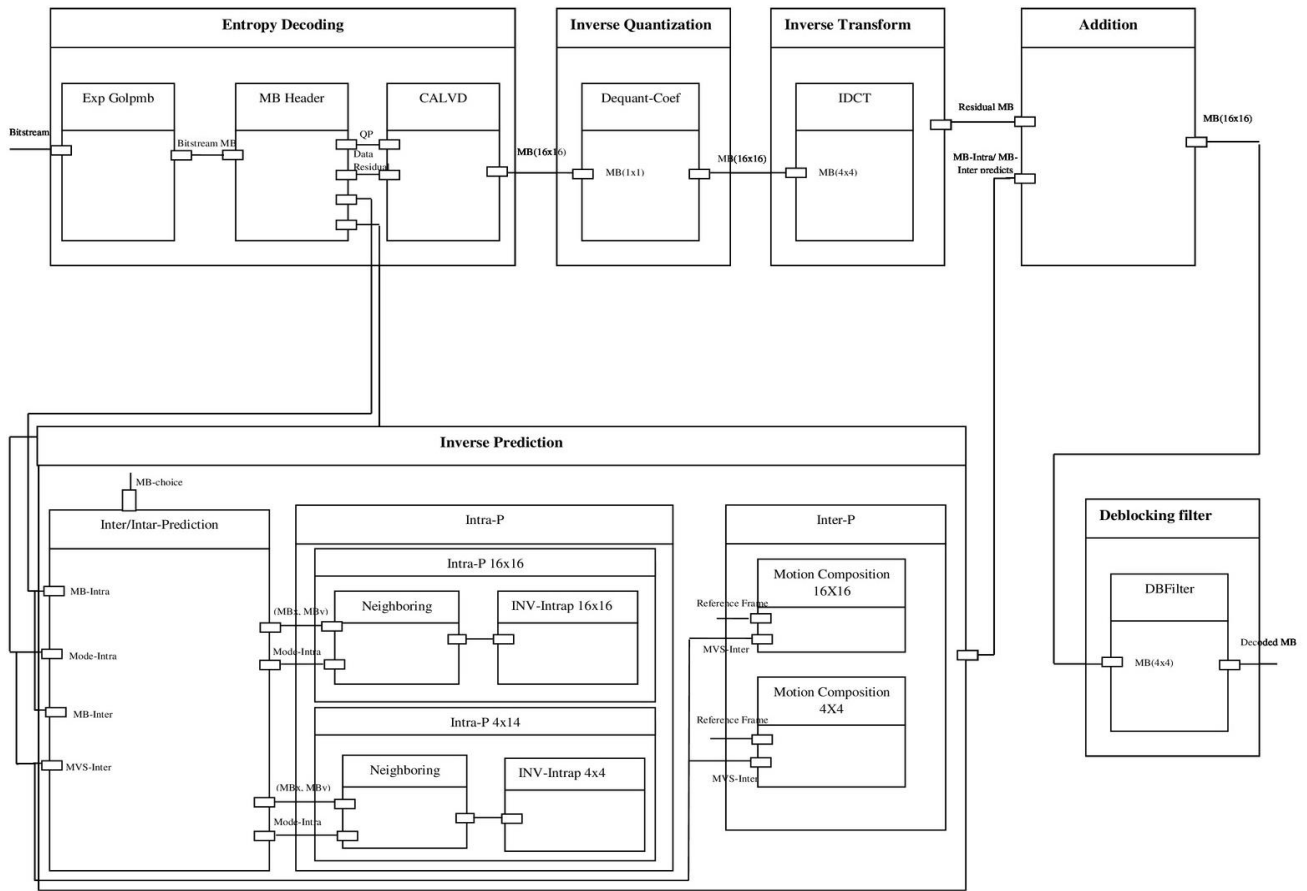 Entropy Decoding
Inverse Quantization
Inverse Transform
Addition
Exp Golpmb
MB Header
CALVD
Dequant-Coef
IDCT
Bitstream
Bitstream MB
QP
Data
Residual
MB(16x16)
MB(1x1)
MB(16x16)
MB(4x4)
Residual MB
MB-Intra/ MB-
Inter predicts
MB(16x16)
Inverse Prediction
MB-choice
Inter/Intar-Prediction
MB-Intra
Mode-Intra
MB-Inter
MVS-Inter
Intra-P
Intra-P 16x16
Neighboring
INV-Intrap 16x16
(MBx, MBy)
Mode-Intra
Intra-P 4x14
Neighboring
INV-Intrap 4x4
(MBx, MBy)
Mode-Intra
Inter-P
Motion Composition
16X16
Reference Frame
MVS-Inter
Motion Composition
4X4
Reference Frame
MVS-Inter
Deblocking filter
DBFilter
MB(4x4)
Decoded MB